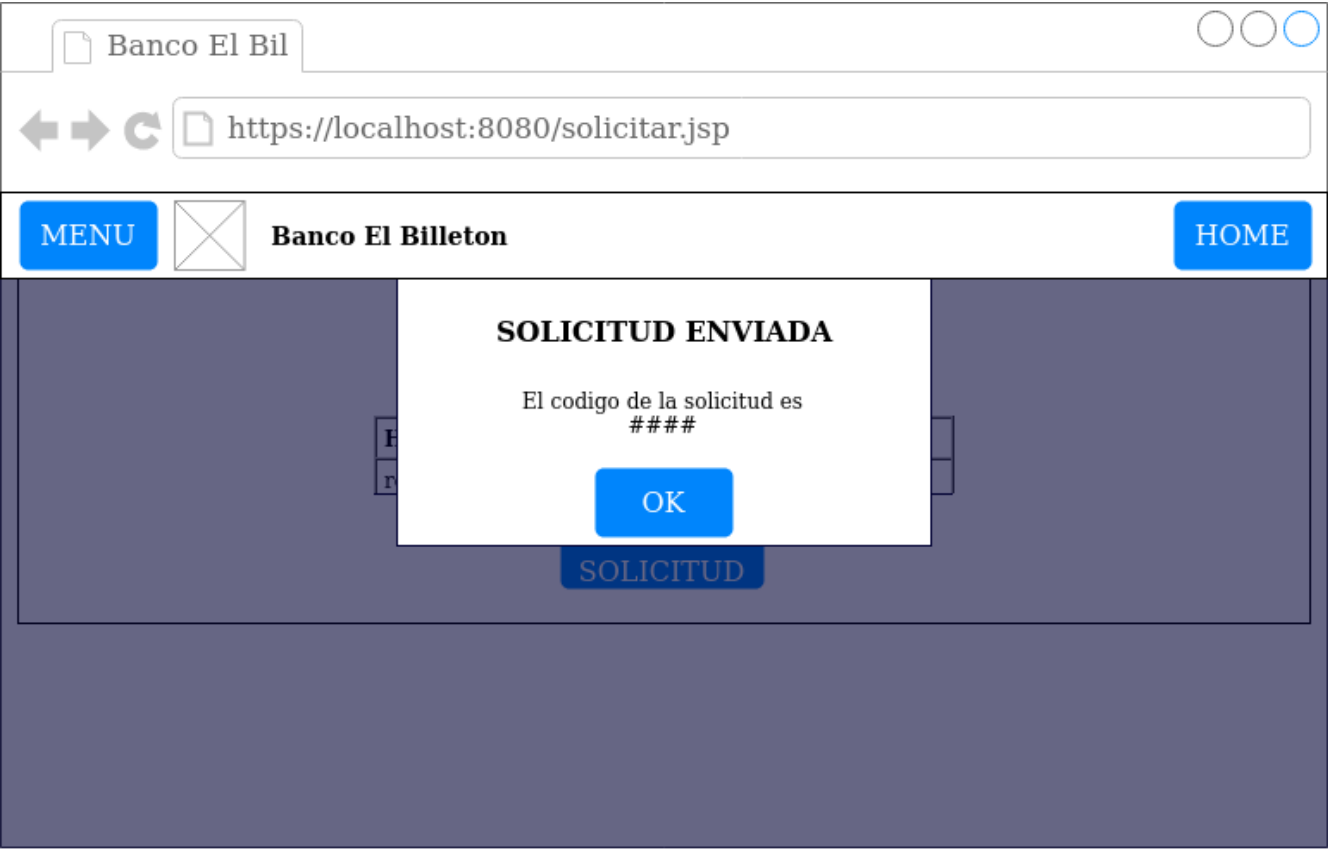 Banco El Bil
https://localhost:8080/solicitar.jsp
MENU
Banco El Billeton
HOME
SOLICITUD ENVIADA
El codigo de la solicitud es
####
OK
SOLICITUD